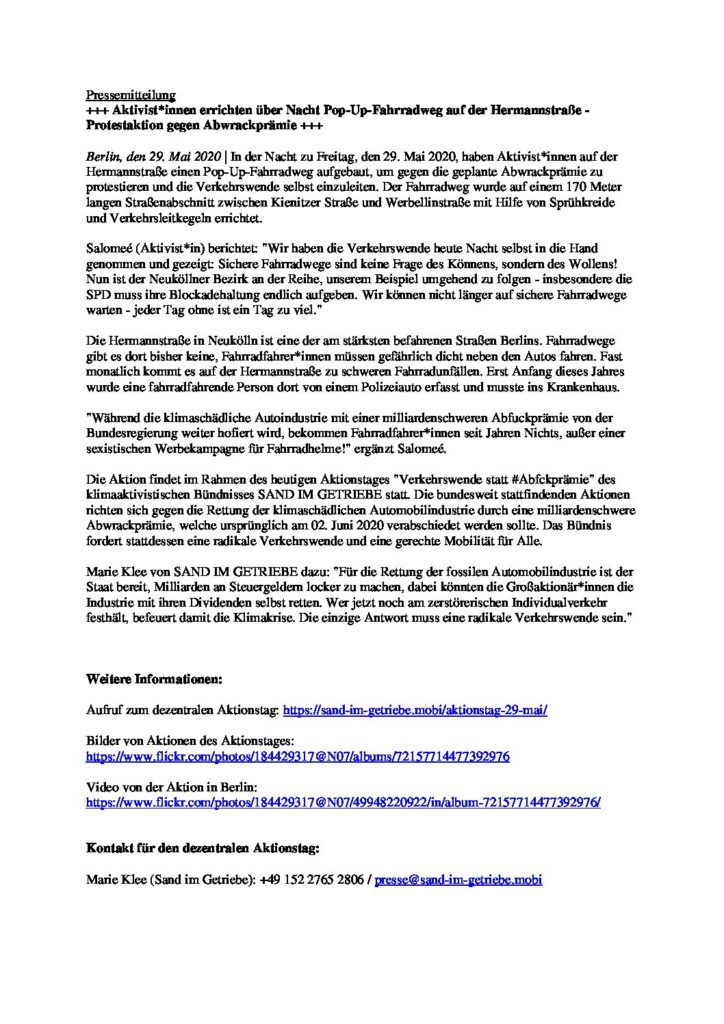 Pressemitteilung
+++ Aktivist*innen errichten über Nacht Pop-Up-Fahrradweg auf der Hermannstraße -
Protestaktion gegen Abwrackprämie +++
Berlin, den 29. Mai 2020 | In der Nacht zu Freitag, den 29. Mai 2020, haben Aktivist*innen auf der
Hermannstraße einen Pop-Up-Fahrradweg aufgebaut, um gegen die geplante Abwrackprämie zu
protestieren und die Verkehrswende selbst einzuleiten. Der Fahrradweg wurde auf einem 170 Meter
langen Straßenabschnitt zwischen Kienitzer Straße und Werbellinstraße mit Hilfe von Sprühkreide
und Verkehrsleitkegeln errichtet.
Salomeé (Aktivist*in) berichtet: "Wir haben die Verkehrswende heute Nacht selbst in die Hand
genommen und gezeigt: Sichere Fahrradwege sind keine Frage des Könnens, sondern des Wollens!
Nun ist der Neuköllner Bezirk an der Reihe, unserem Beispiel umgehend zu folgen - insbesondere die
SPD muss ihre Blockadehaltung endlich aufgeben. Wir können nicht länger auf sichere Fahrradwege
warten - jeder Tag ohne ist ein Tag zu viel."
Die Hermannstraße in Neukölln ist eine der am stärksten befahrenen Straßen Berlins. Fahrradwege
gibt es dort bisher keine, Fahrradfahrer*innen müssen gefährlich dicht neben den Autos fahren. Fast
monatlich kommt es auf der Hermannstraße zu schweren Fahrradunfällen. Erst Anfang dieses Jahres
wurde eine fahrradfahrende Person dort von einem Polizeiauto erfasst und musste ins Krankenhaus.
"Während die klimaschädliche Autoindustrie mit einer milliardenschweren Abfuckprämie von der
Bundesregierung weiter hofiert wird, bekommen Fahrradfahrer*innen seit Jahren Nichts, außer einer
sexistischen Werbekampagne für Fahrradhelme!" ergänzt Salomeé.
Die Aktion findet im Rahmen des heutigen Aktionstages "Verkehrswende statt #Abfckprämie" des
klimaaktivistischen Bündnisses SAND IM GETRIEBE statt. Die bundesweit stattfindenden Aktionen
richten sich gegen die Rettung der klimaschädlichen Automobilindustrie durch eine milliardenschwere
Abwrackprämie, welche ursprünglich am 02. Juni 2020 verabschiedet werden sollte. Das Bündnis
fordert stattdessen eine radikale Verkehrswende und eine gerechte Mobilität für Alle.
Marie Klee von SAND IM GETRIEBE dazu: "Für die Rettung der fossilen Automobilindustrie ist der
Staat bereit, Milliarden an Steuergeldern locker zu machen, dabei könnten die Großaktionär*innen die
Industrie mit ihren Dividenden selbst retten. Wer jetzt noch am zerstörerischen Individualverkehr
festhält, befeuert damit die Klimakrise. Die einzige Antwort muss eine radikale Verkehrswende sein."
Weitere Informationen:
Aufruf zum dezentralen Aktionstag: https://sand-im-getriebe.mobi/aktionstag-29-mai/
Bilder von Aktionen des Aktionstages:
https://www.flickr.com/photos/184429317@N07/albums/72157714477392976
Video von der Aktion in Berlin:
https://www.flickr.com/photos/184429317@N07/49948220922/in/album-72157714477392976/
Kontakt für den dezentralen Aktionstag:
Marie Klee (Sand im Getriebe): +49 152 2765 2806 / presse@sand-im-getriebe.mobi